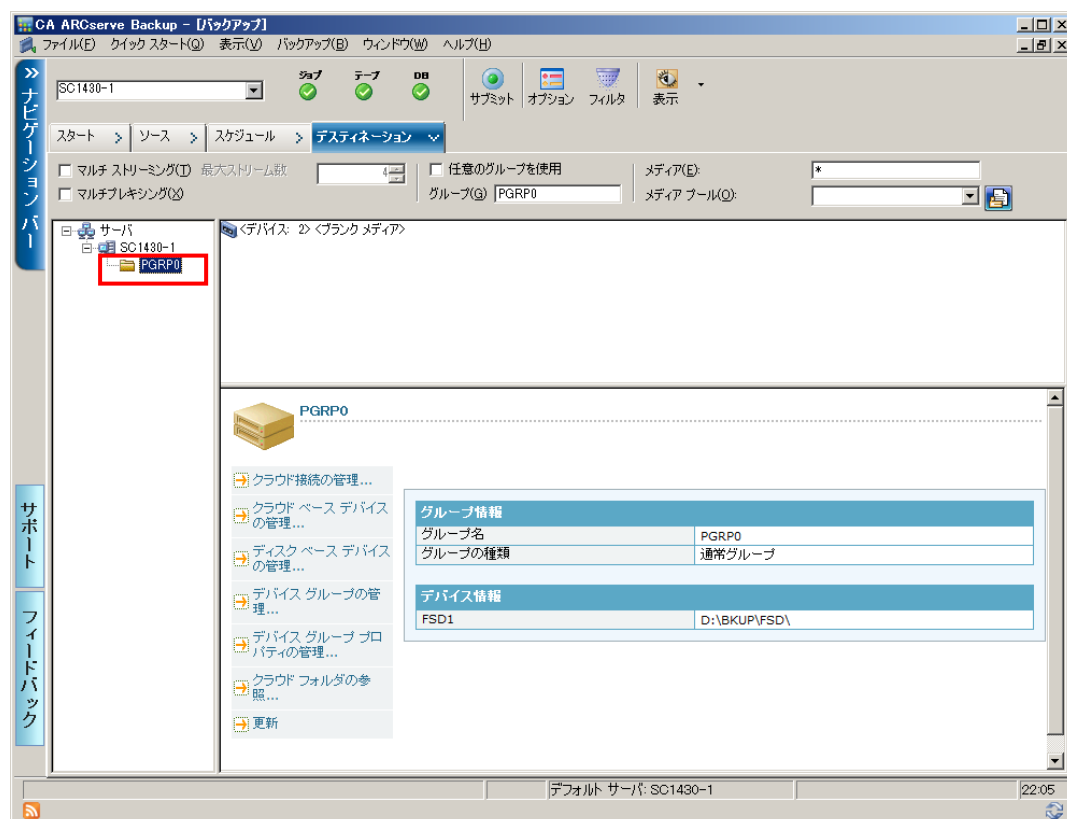 CA ARCserve Backup - [バックアップ]
ファイル(F) クイック スタート(Q) 表示(V) バックアップ(B) ウィンドウ(W) ヘルプ(H)
ナビゲーション バー
SC1430-1
ジョブ テープ DB
サブミット オプション フィルタ 表示
スタート ソース スケジュール デスティネーション
マルチ ストリーミング(T) 最大ストリーム数 4 任意のグループを使用 メディア(E): *
マルチプレキシング(X) グループ(G) PGRP0 メディア プール(O):
サーバ
SC1430-1
PGRP0
<デバイス: 2> <ブランク メディア>
PGRP0
クラウド接続の管理...
クラウド ベース デバイス
の管理...
ディスク ベース デバイス
の管理...
デバイス グループの管
理...
デバイス グループ プロ
パティの管理...
クラウド フォルダの参
照...
更新
グループ情報
グループ名 PGRP0
グループの種類 通常グループ
デバイス情報
FSD1 D:\BKUP\FSD\
サポート
フィードバック
デフォルト サーバ: SC1430-1 22:05